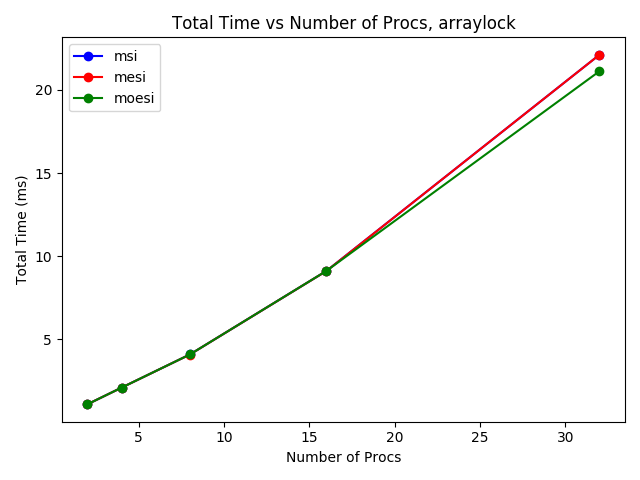 Total Time vs Number of Procs, arraylock
msi
mesi
moesi
20
15
10
5
Total Time (ms)
5 10 15 20 25 30
Number of Procs